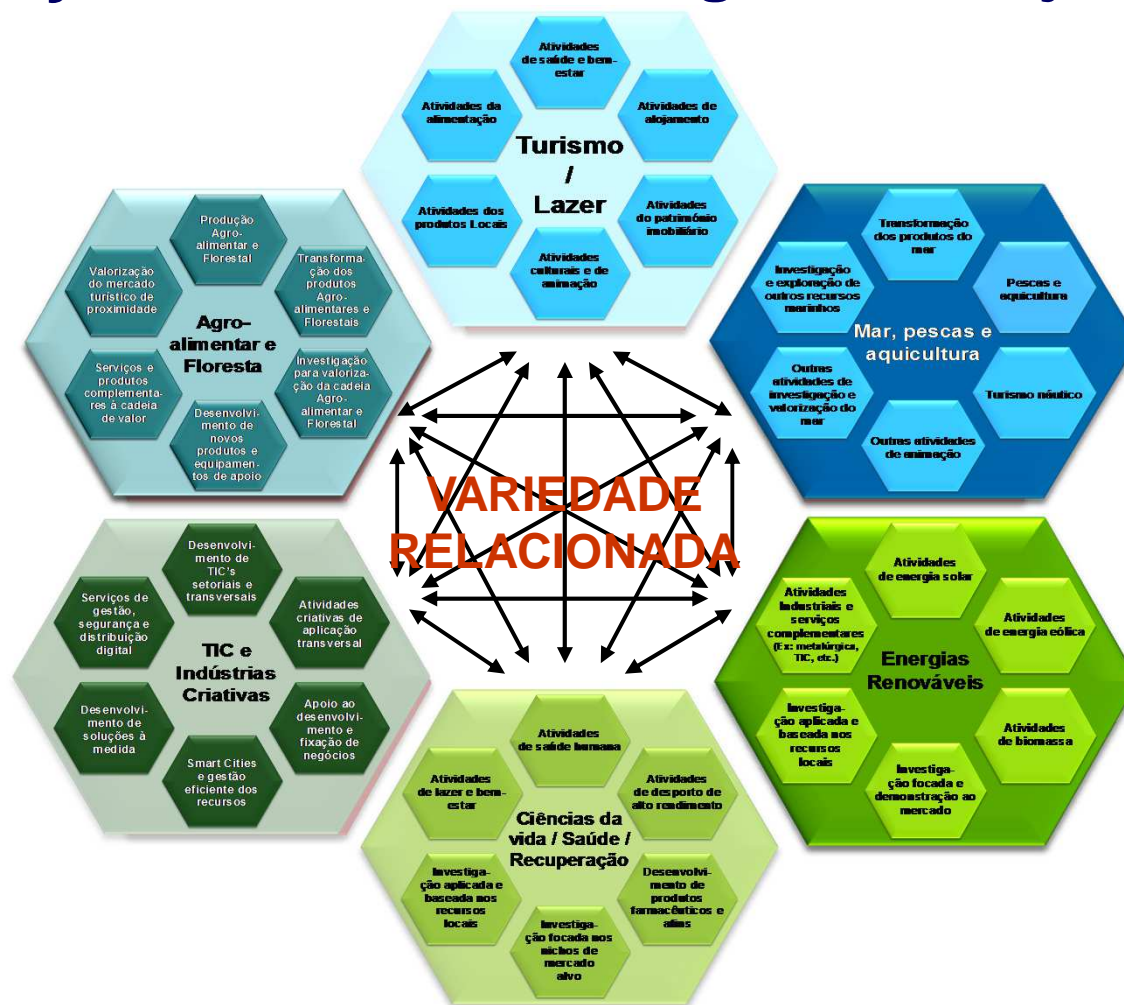 Atividades
de saúde e bem-
estar
Atividades da
alimentação
Atividades de
alojamento
Turismo
/
Lazer
Atividades dos
produtos Locais
Atividades
do património
imobiliário
Atividades
culturais e de
animação
Produção
Agro-
alimentar e
Florestal
Valorização
do mercado
turístico de
proximidade
Transforma-
ção dos
produtos
Agro-
alimentares e
Florestais
Agro-
alimentar e
Floresta
Serviços e
produtos
complementa-
res à cadeia
de valor
Investigação
para valoriza-
ção da cadeia
Agro-
alimentar e
Florestal
Desenvolvi-
mento de
novos
produtos e
equipamen-
tos de apoio
Transformação
dos produtos do
mar
Investigação
e exploração de
outros recursos
marinhos
Pescas e
aquicultura
Mar, pescas e
aquicultura
Outras
atividades de
investigação e
valorização do
mar
Turismo náutico
Outras atividades
de animação
VARIEDADE
RELACIONADA
Desenvolvi-
mento de
TIC's
setoriais e
transversais
Serviços de
gestão,
segurança e
distribuição
digital
Atividades
criativas de
aplicação
transversal
TIC e
Indústrias
Criativas
Desenvolvi-
mento de
soluções à
medida
Apoio ao
desenvolvi-
mento e
fixação de
negócios
Smart Cities
e gestão
eficiente dos
recursos
Atividades
de energia solar
Atividades
Industriais e
serviços
complementares
(Ex: metalúrgica,
TIC, etc.)
Atividades
de energia eólica
Energias
Renováveis
Investiga-
ção aplicada e
baseada nos
recursos
locais
Atividades
de biomassa
Investiga-
ção focada e
demonstração ao
mercado
Atividades
de saúde humana
Atividades
de lazer e bem-
estar
Atividades
de desporto de
alto rendimento
Ciências da
vida / Saúde /
Recuperação
Investiga-
ção aplicada e
baseada nos
recursos
locais
Desenvolvi-
mento de
produtos
farmacêuticos e
afins
Investiga-
ção focada nos
nichos de
mercado
alvo